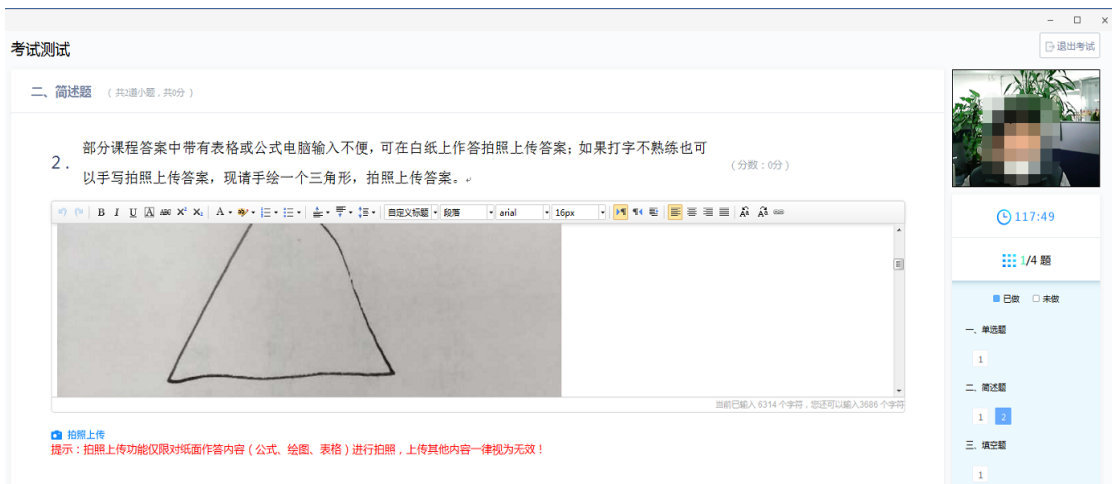 考试测试
退出考试
二、简述题 （ 共2道小题，共0分 ）
2. 部分课程答案中带有表格或公式电脑输入不便，可在白纸上作答拍照上传答案；如果打字不熟练也可
以手写拍照上传答案，现请手绘一个三角形，拍照上传答案。
（ 分数：0分 ）
B I U A ABC X² X₂ A 自定义标题 段落 arial 16px
当前已输入 6314 个字符，您还可以输入3686 个字符
拍照上传
提示：拍照上传功能仅限对纸面作答内容（公式、绘图、表格）进行拍照，上传其他内容一律视为无效！
117:49
1/4 题
已做 未做
一、单选题
1
二、简述题
1 2
三、填空题
1